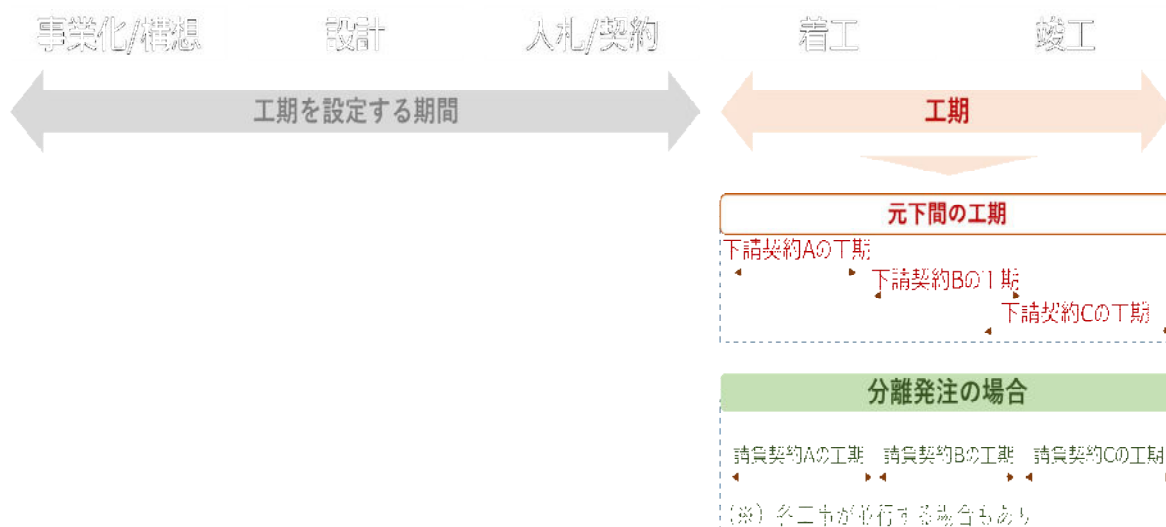 事業化/構想 設計 入札/契約 着工 竣工
工期を設定する期間 工期
元下間の工期
下請契約Aの工期
下請契約Bの工期
下請契約Cの工期
分離発注の場合
請負契約Aの工期 請負契約Bの工期 請負契約Cの工期
(※)各工事が並行する場合もあり